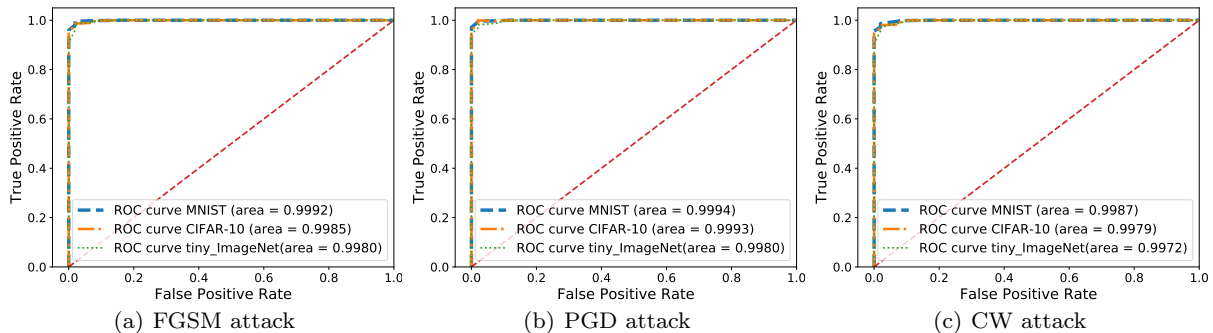 True Positive Rate
1.0
0.8
0.6
0.4
0.2
0.0
ROC curve MNIST (area = 0.9992)
ROC curve CIFAR-10 (area = 0.9985)
ROC curve tiny_ImageNet(area = 0.9980)
0.0 0.2 0.4 0.6 0.8 1.0
False Positive Rate
(a) FGSM attack
True Positive Rate
1.0
0.8
0.6
0.4
0.2
0.0
ROC curve MNIST (area = 0.9994)
ROC curve CIFAR-10 (area = 0.9993)
ROC curve tiny_ImageNet(area = 0.9980)
0.0 0.2 0.4 0.6 0.8 1.0
False Positive Rate
(b) PGD attack
True Positive Rate
1.0
0.8
0.6
0.4
0.2
0.0
ROC curve MNIST (area = 0.9987)
ROC curve CIFAR-10 (area = 0.9979)
ROC curve tiny_ImageNet(area = 0.9972)
0.0 0.2 0.4 0.6 0.8 1.0
False Positive Rate
(c) CW attack